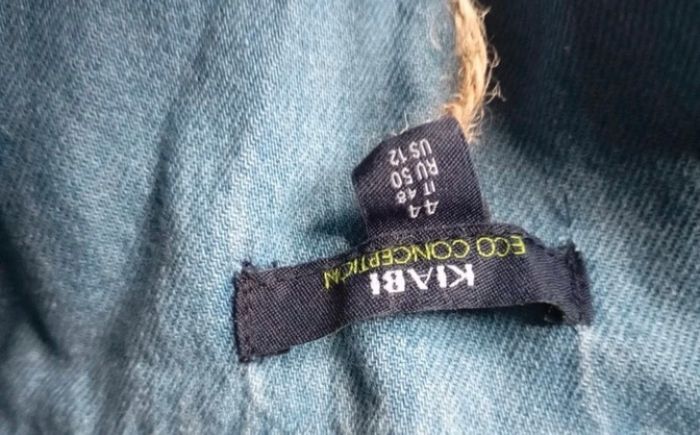 KIABI
ECO CONCEPTION
44
IT 48
RU 50
US 12